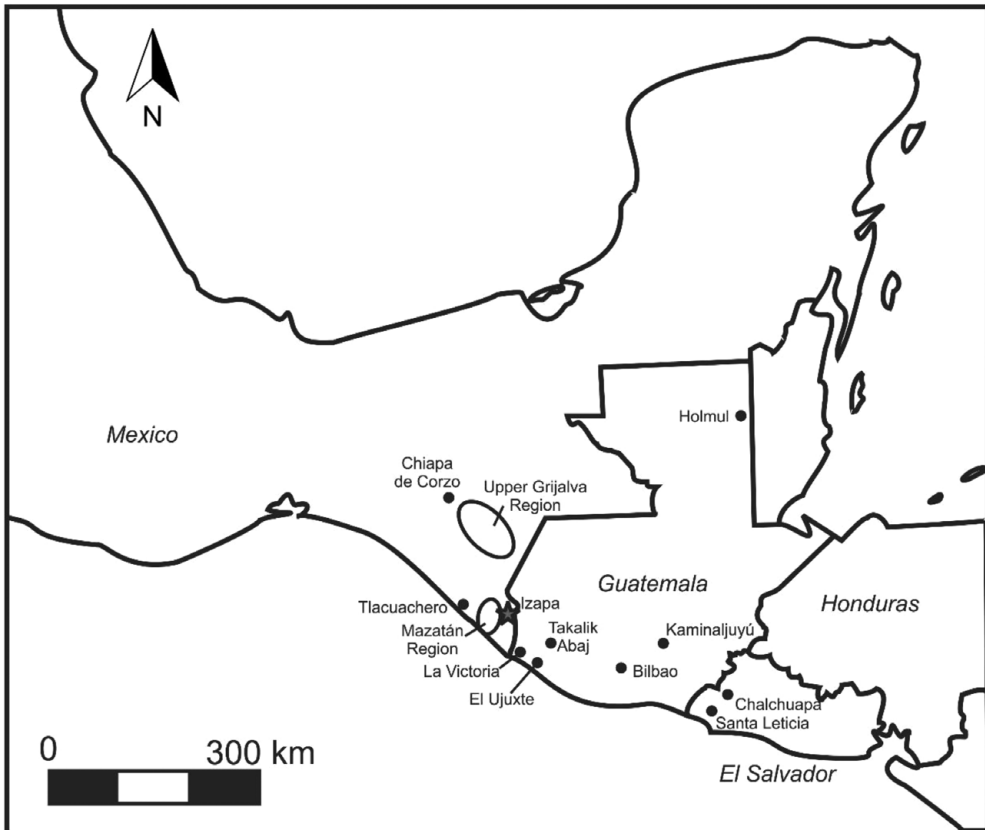 N
Mexico
Holmul
Chiapa
de Corzo
Upper Grijalva
Region
Guatemala
Honduras
Tlacuachero
Izapa
Mazatán
Region
Takalik
Abaj
Kaminaljuyú
La Victoria
Bilbao
El Ujuxte
Chalchuapa
Santa Leticia
0 300 km
El Salvador